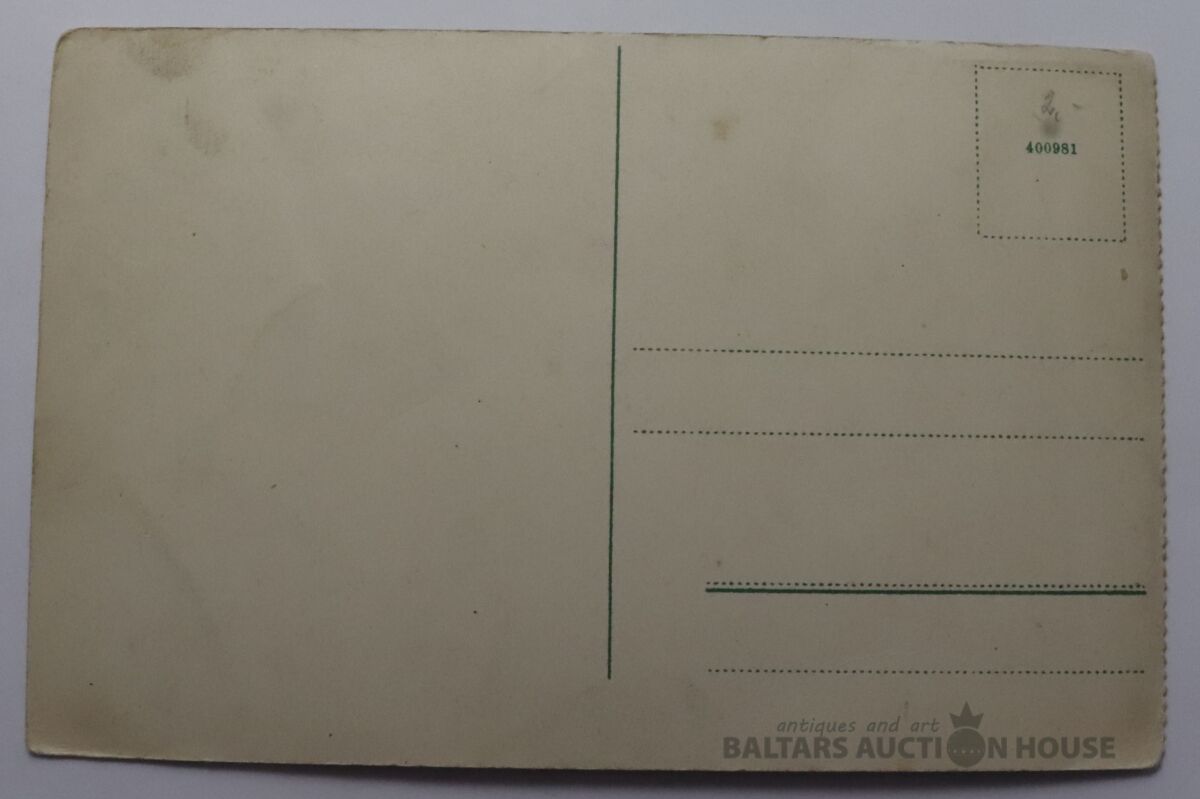 400981
antiques and art
BALTARS AUCTION HOUSE